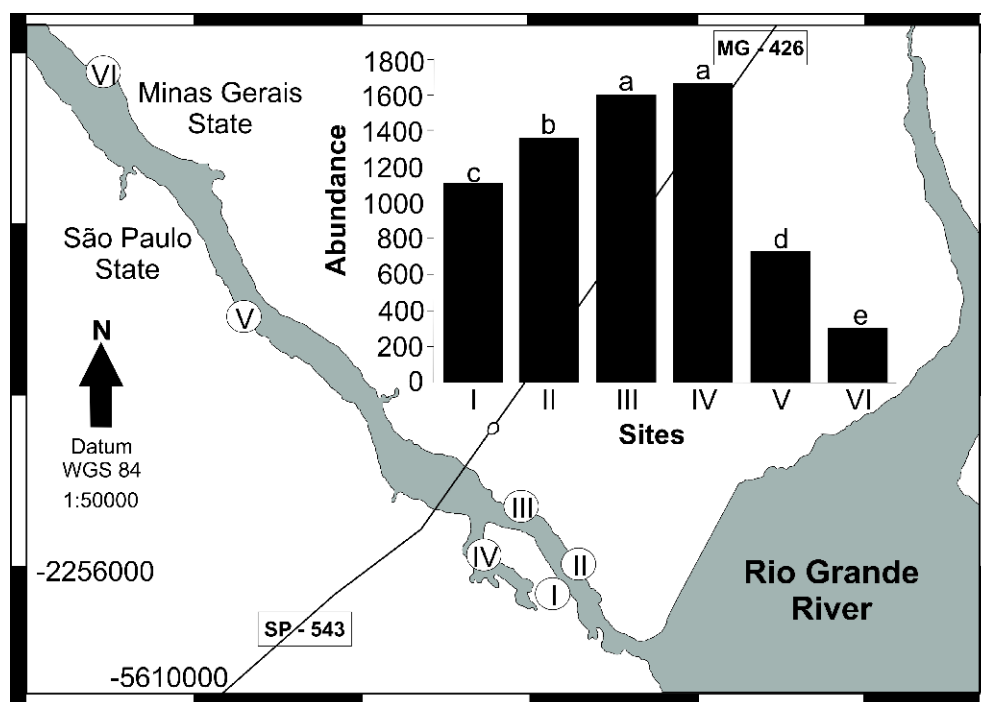 VI
Minas Gerais
State
São Paulo
State
V
N
Datum
WGS 84
1:50000
-2256000
-5610000
SP - 543
MG - 426
Abundance
1800
1600
1400
1200
1000
800
600
400
200
0
c
b
a
a
d
e
I
II
III
IV
V
VI
Sites
III
IV
II
I
Rio Grande
River